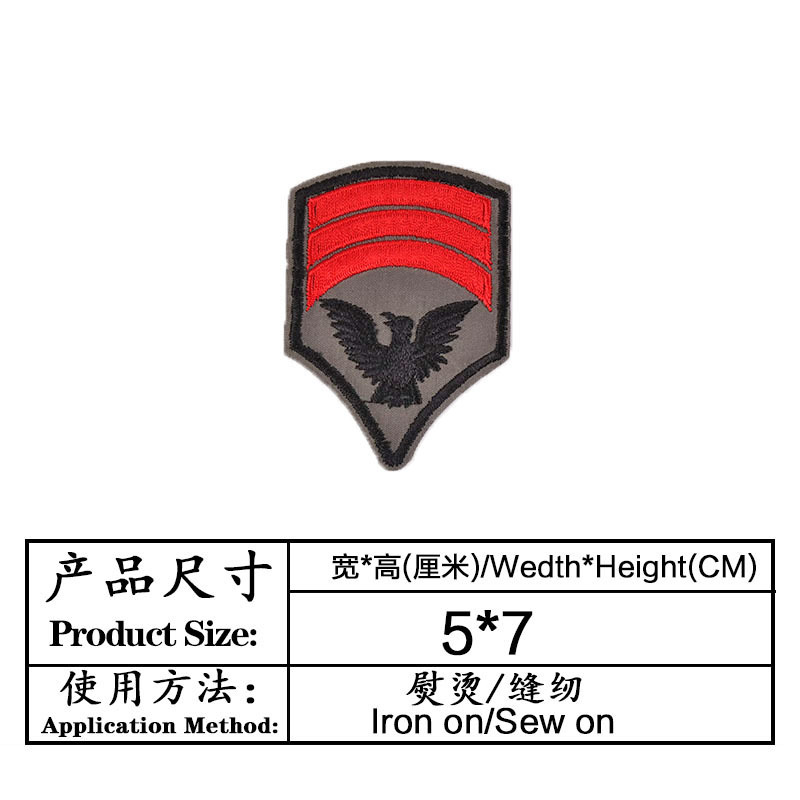 产品尺寸
Product Size:
宽*高(厘米)/Wedth*Height(CM)
5*7
使用方法:
Application Method:
熨烫/缝纫
Iron on/Sew on